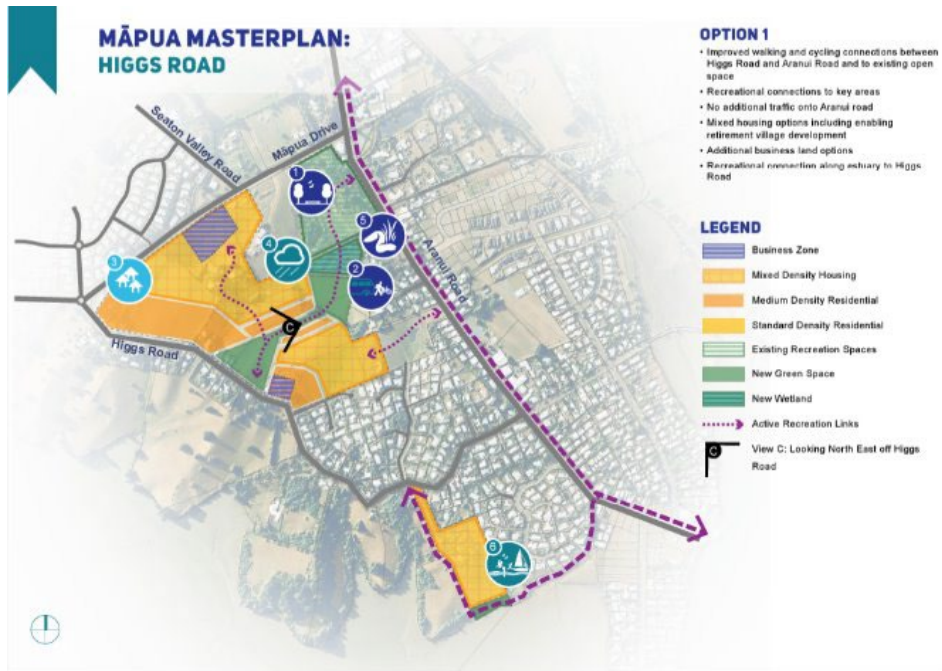 MĀPUA MASTERPLAN:
HIGGS ROAD
OPTION 1
• Improved walking and cycling connections between
Higgs Road and Aranui Road and to existing open
space
• Recreational connections to key areas
• No additional traffic onto Aranui road
• Mixed housing options including enabling
retirement village development
• Additional business land options
• Recreational connection along estuary to Higgs
Road
Seaton Valley Road
Māpua Drive
1
5
4
2
3
Aranui Road
C
Higgs Road
6
LEGEND
Business Zone
Mixed Density Housing
Medium Density Residential
Standard Density Residential
Existing Recreation Spaces
New Green Space
New Wetland
Active Recreation Links
C
View C: Looking North East off Higgs
Road